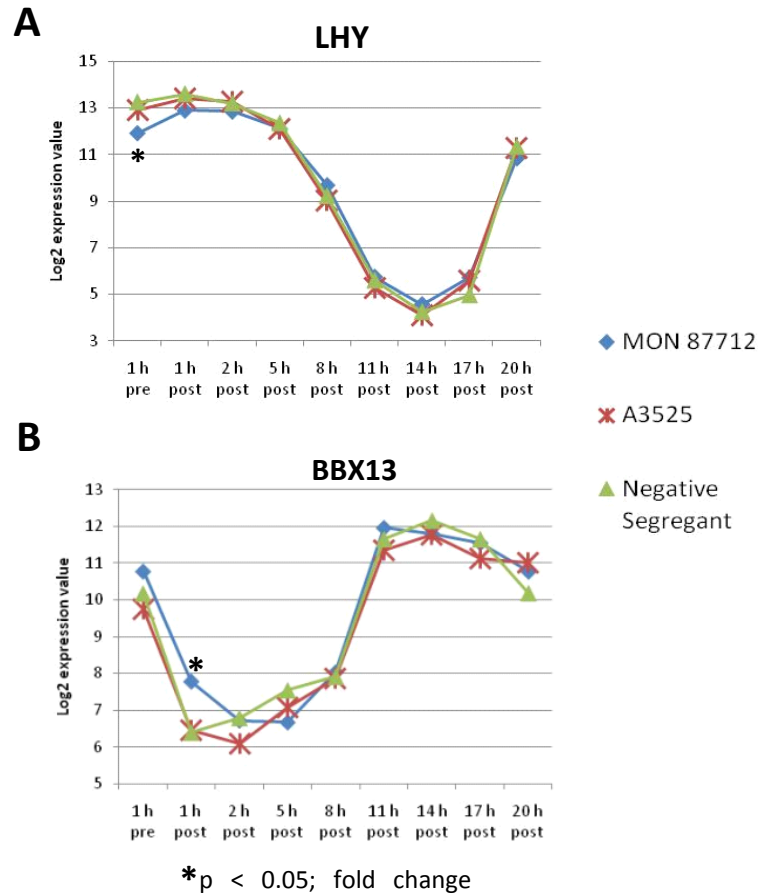 A
LHY
Log2 expression value
15
13
11
9
7
5
3
*
1 h pre
1 h post
2 h post
5 h post
8 h post
11 h post
14 h post
17 h post
20 h post
MON 87712
A3525
Negative
Segregant
B
BBX13
Log2 expression value
13
12
11
10
9
8
7
6
5
*
1 h pre
1 h post
2 h post
5 h post
8 h post
11 h post
14 h post
17 h post
20 h post
*p < 0.05; fold change